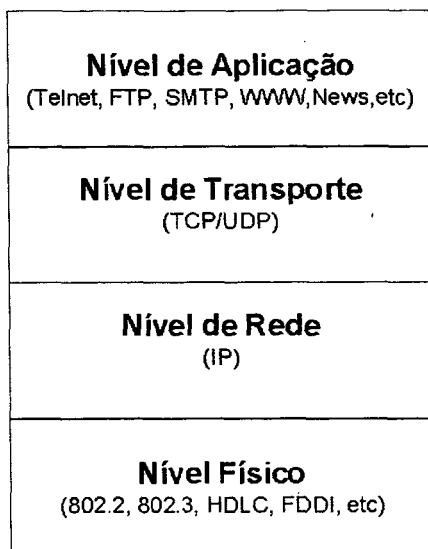 Nível de Aplicação
(Telnet, FTP, SMTP, WWW,News,etc)
Nível de Transporte
(TCP/UDP)
Nível de Rede
(IP)
Nível Físico
(802.2, 802.3, HDLC, FDDI, etc)